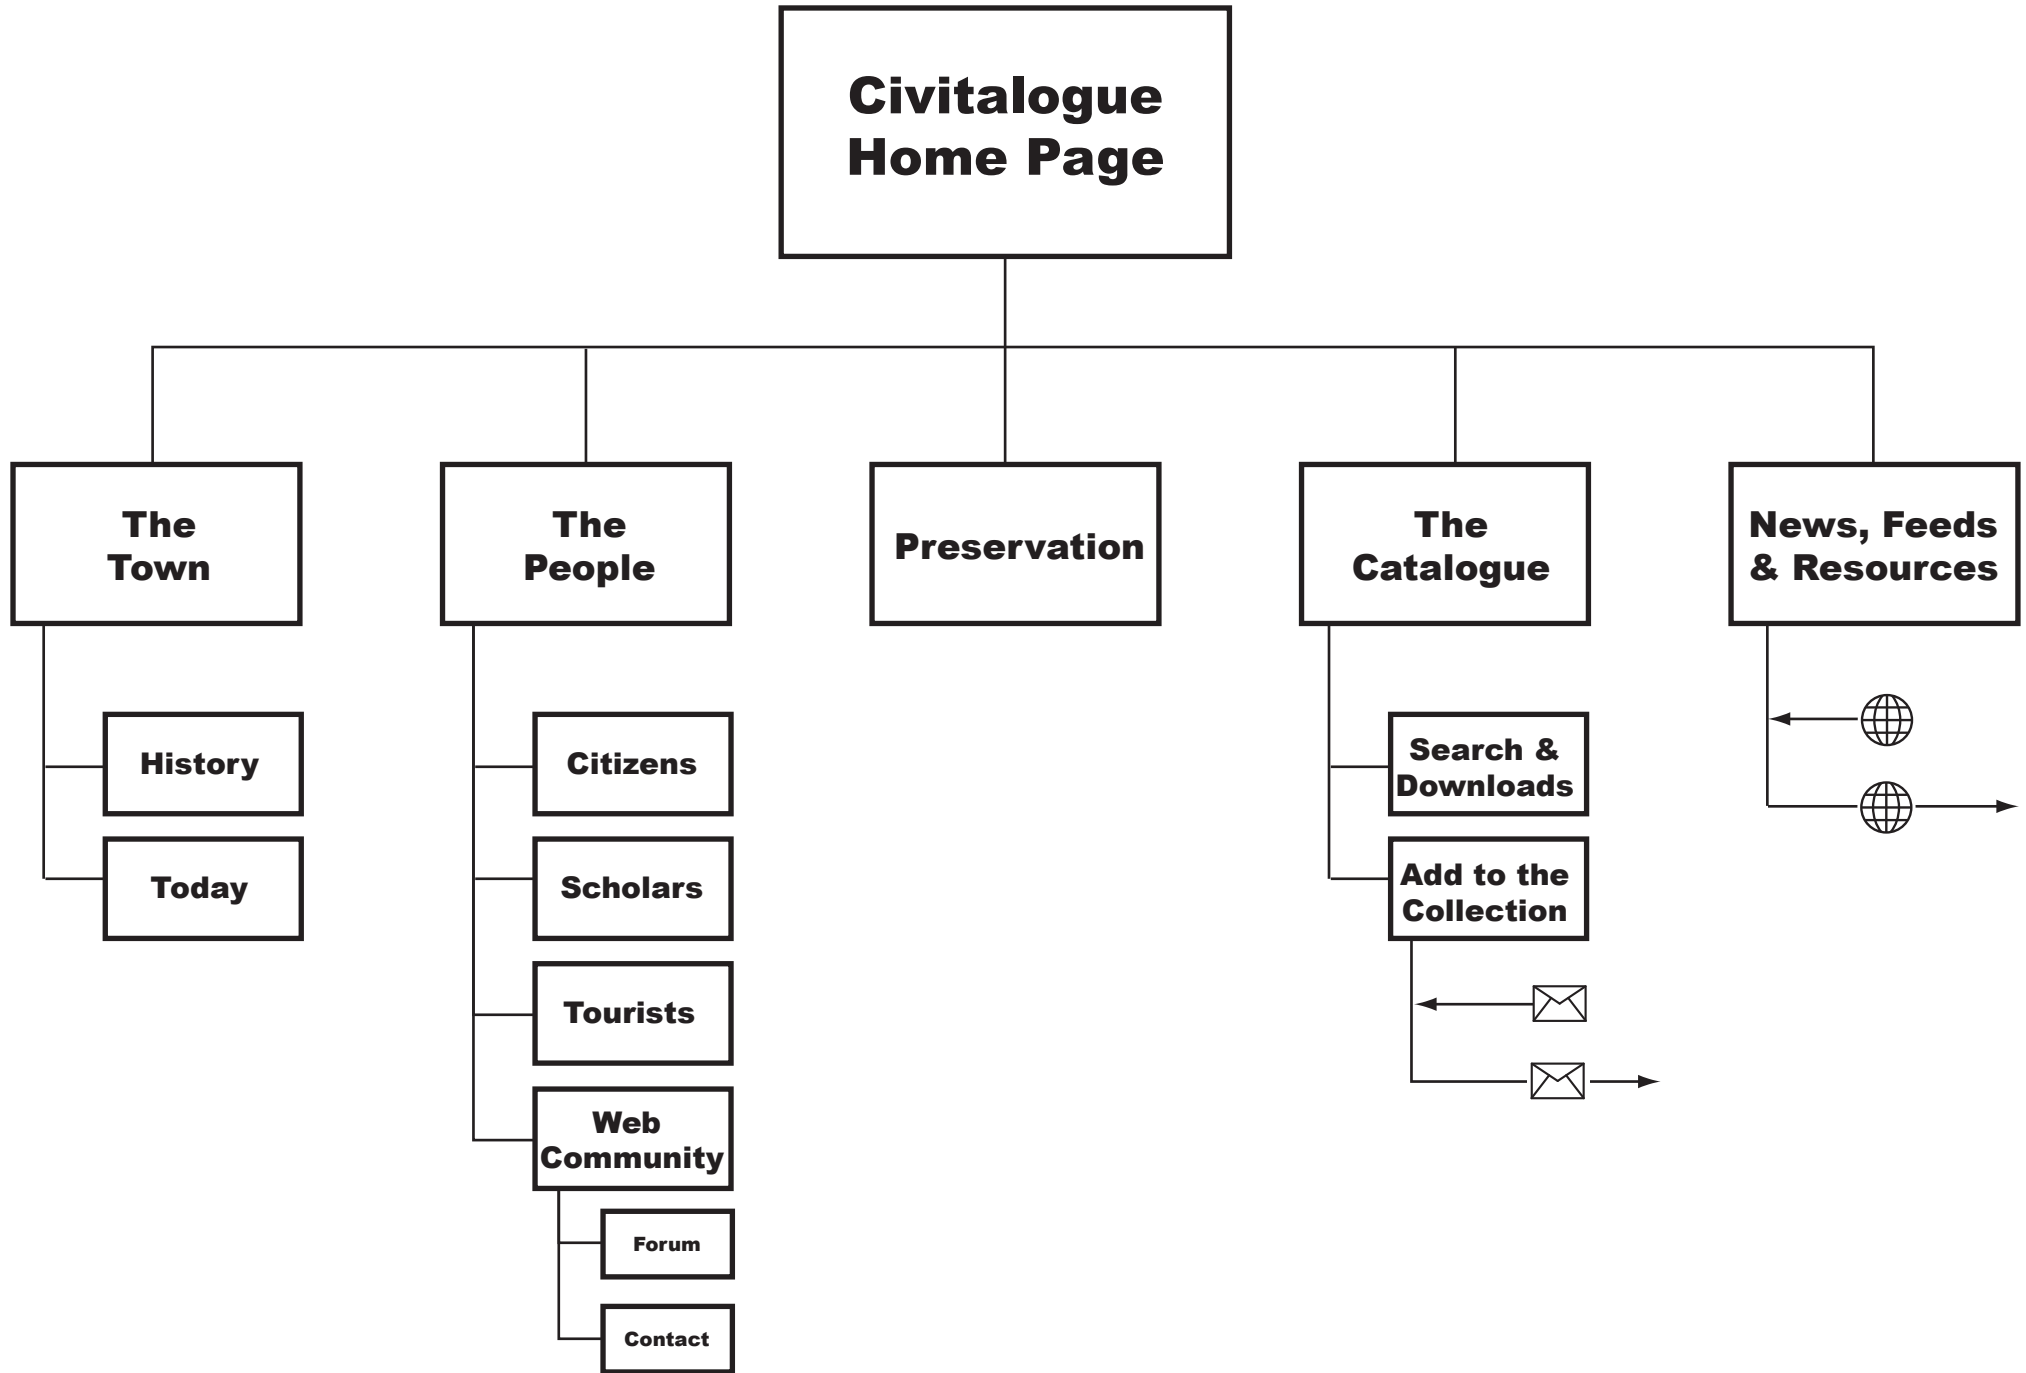 Civitalogue
Home Page
The
Town
The
People
Preservation
The
Catalogue
News, Feeds
& Resources
History
Today
Citizens
Scholars
Tourists
Web
Community
Forum
Contact
Search &
Downloads
Add to the
Collection